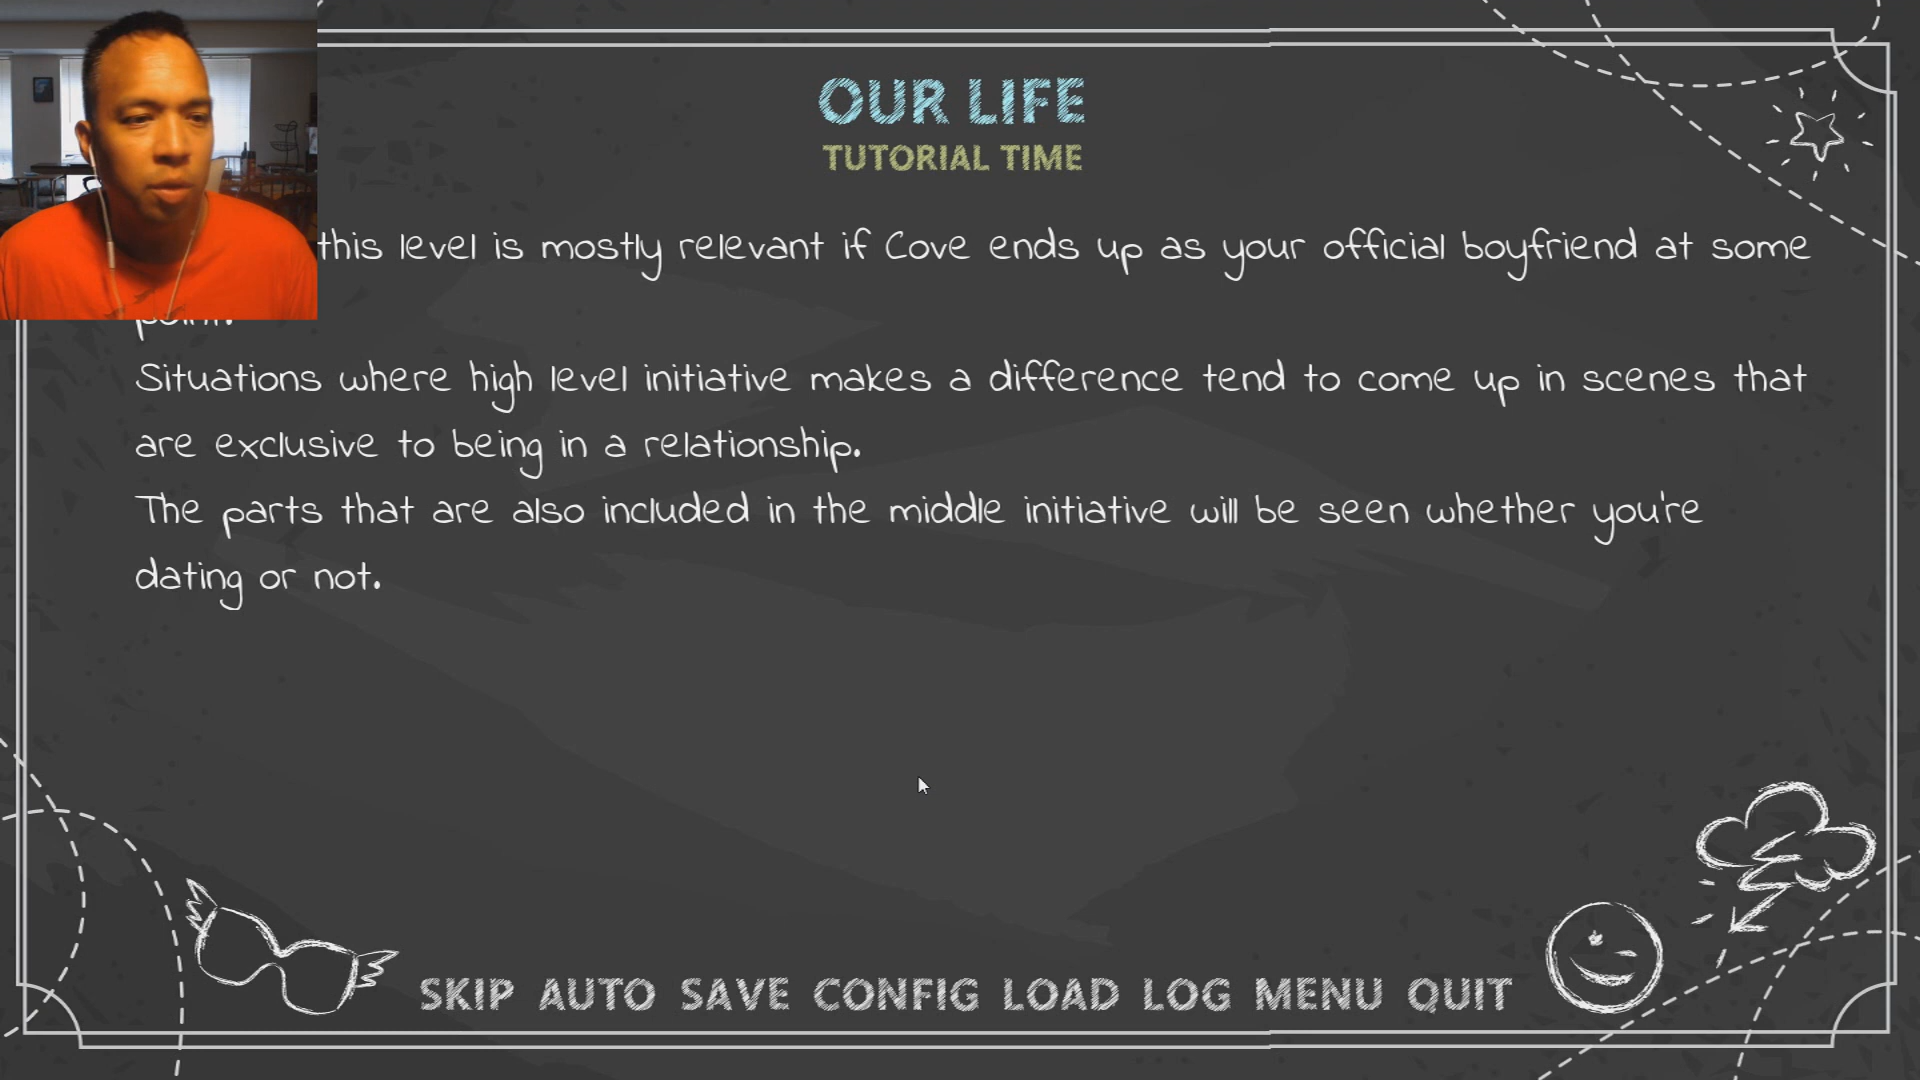 OUR LIFE
TUTORIAL TIME
this level is mostly relevant if Cove ends up as your official boyfriend at some
point.
Situations where high level initiative makes a difference tend to come up in scenes that
are exclusive to being in a relationship.
The parts that are also included in the middle initiative will be seen whether you're
dating or not.
SKIP AUTO SAVE CONFIG LOAD LOG MENU QUIT